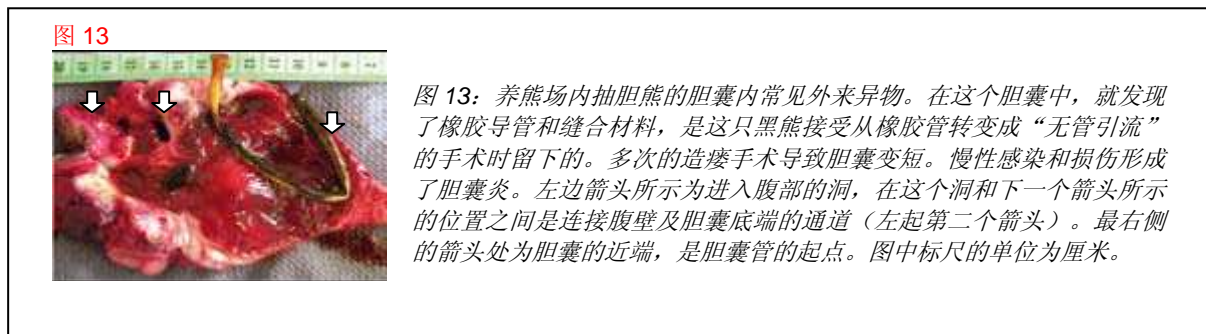 图 13
图 13：养熊场内抽胆熊的胆囊内常见外来异物。在这个胆囊中，就发现
了橡胶导管和缝合材料，是这只黑熊接受从橡胶管转变成“无管引流”
的手术时留下的。多次的造瘘手术导致胆囊变短。慢性感染和损伤形成
了胆囊炎。左边箭头所示为进入腹部的洞，在这个洞和下一个箭头所示
的位置之间是连接腹壁及胆囊底端的通道（左起第二个箭头）。最右侧
的箭头处为胆囊的近端，是胆囊管的起点。图中标尺的单位为厘米。